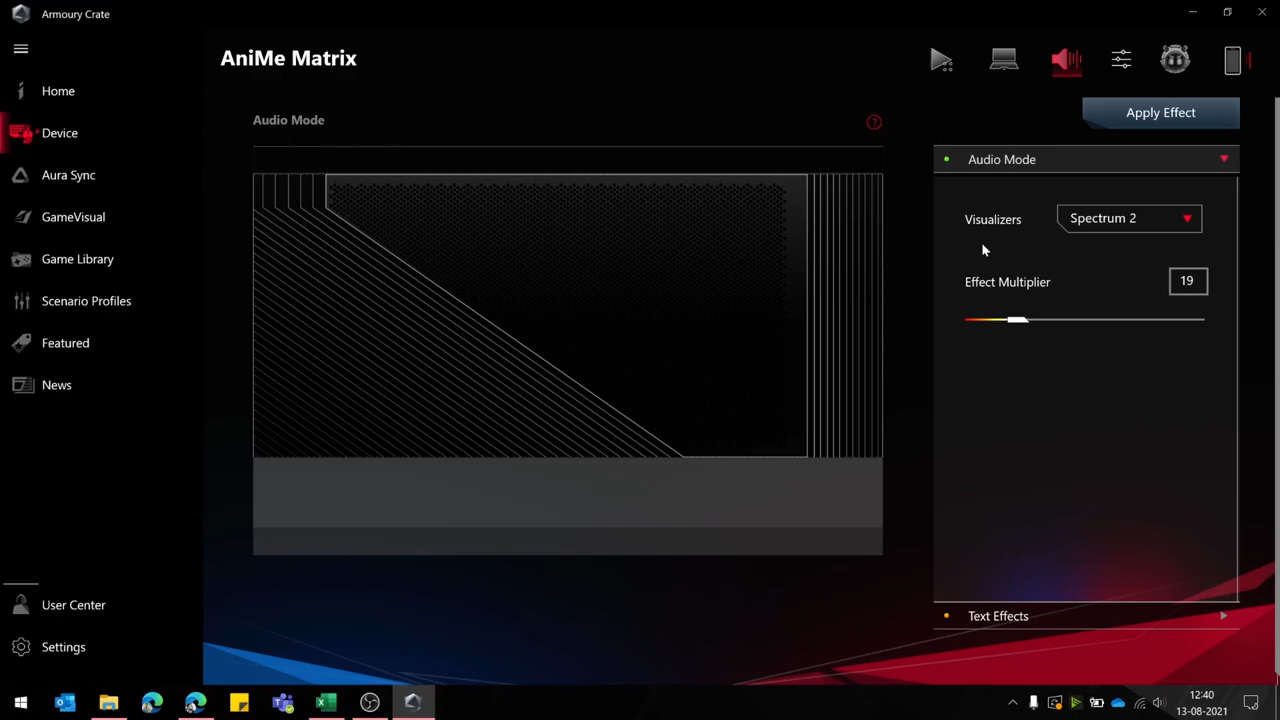 Armoury Crate
AniMe Matrix
Home
Device
Aura Sync
GameVisual
Game Library
Scenario Profiles
Featured
News
User Center
Settings
Audio Mode
?
Apply Effect
Audio Mode
Visualizers
Spectrum 2
Effect Multiplier
19
Text Effects
12:40
13-08-2021